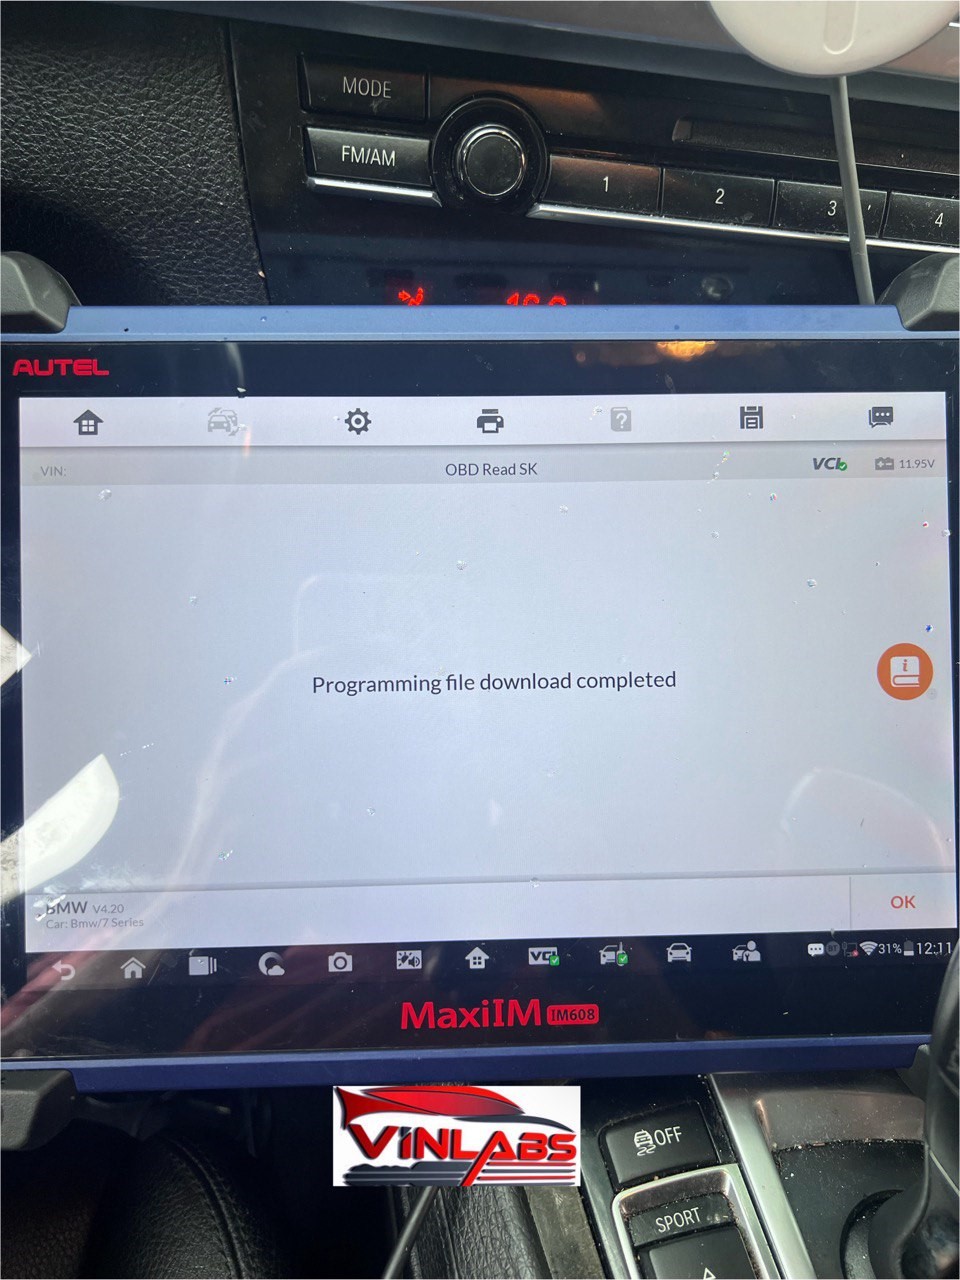 MODE
FM/AM
1
2
3
4
AUTEL
VIN:
OBD Read SK
VCI
11.95V
Programming file download completed
BMW V4.20
Car: Bmw/7 Series
OK
VCI
31%
12:11
MaxiIM IM608
VINLABS
OFF
SPORT